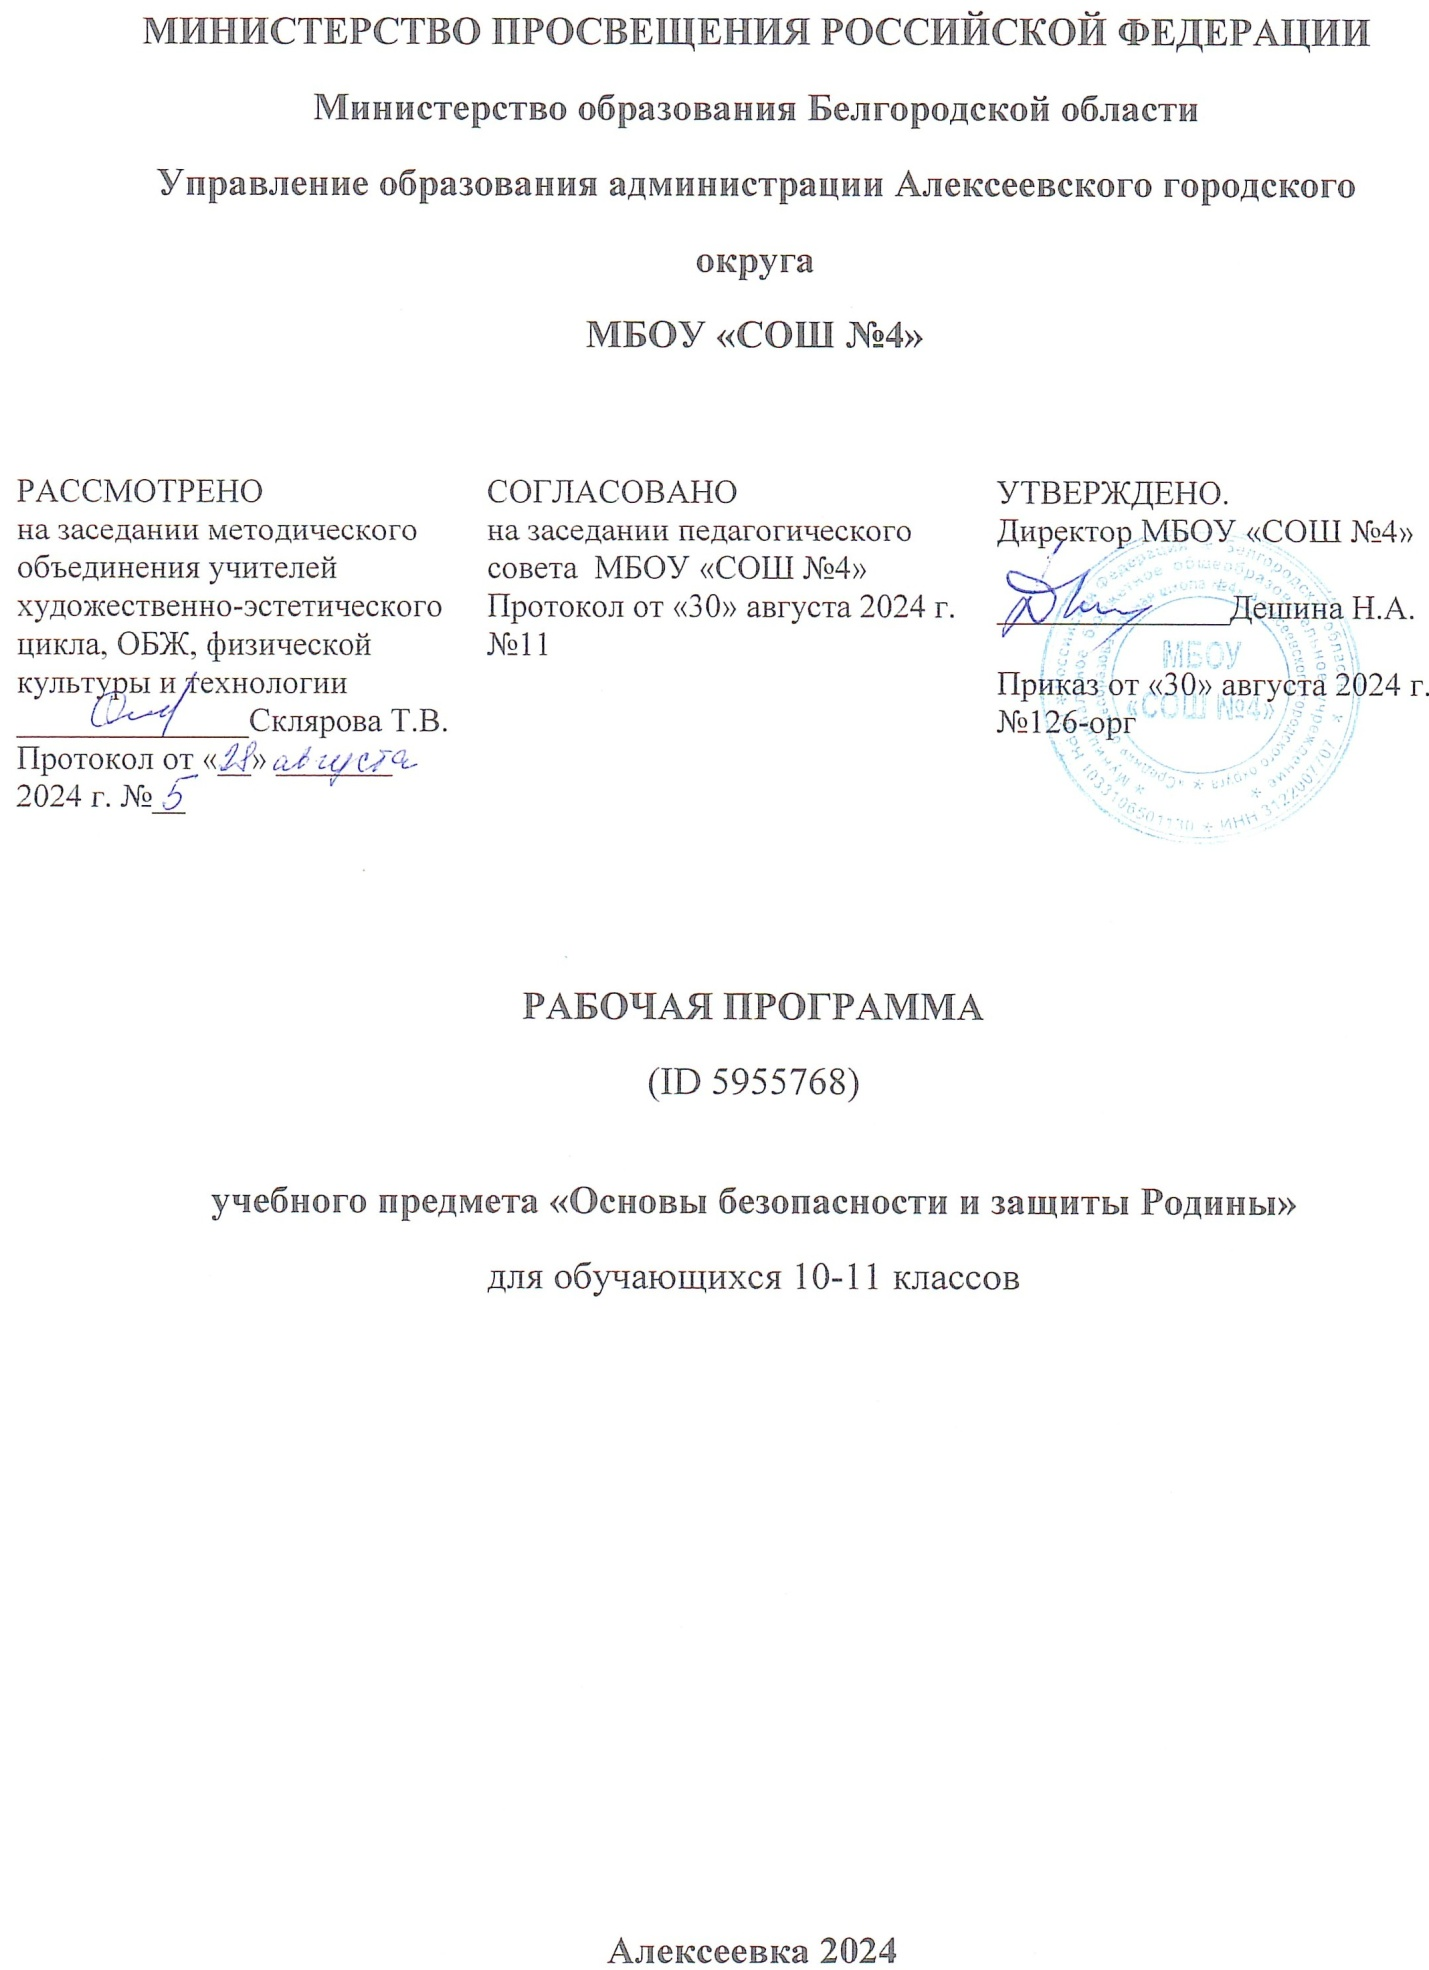 МИНИСТЕРСТВО ПРОСВЕЩЕНИЯ РОССИЙСКОЙ ФЕДЕРАЦИИ
Министерство образования Белгородской области
Управление образования администрации Алексеевского городского
округа
МБОУ «СОШ №4»
РАССМОТРЕНО
на заседании методического
объединения учителей
художественно-эстетического
цикла, ОБЖ, физической
культуры и технологии
Склярова Т.В.
Протокол от «28» августа
2024 г. № 5
СОГЛАСОВАНО
на заседании педагогического
совета МБОУ «СОШ №4»
Протокол от «30» августа 2024 г.
№11
УТВЕРЖДЕНО.
Директор МБОУ «СОШ №4»
Дешина Н.А.
Приказ от «30» августа 2024 г.
№126-орг
МБОУ
«СОШ №4»
РАБОЧАЯ ПРОГРАММА
(ID 5955768)
учебного предмета «Основы безопасности и защиты Родины»
для обучающихся 10-11 классов
Алексеевка 2024